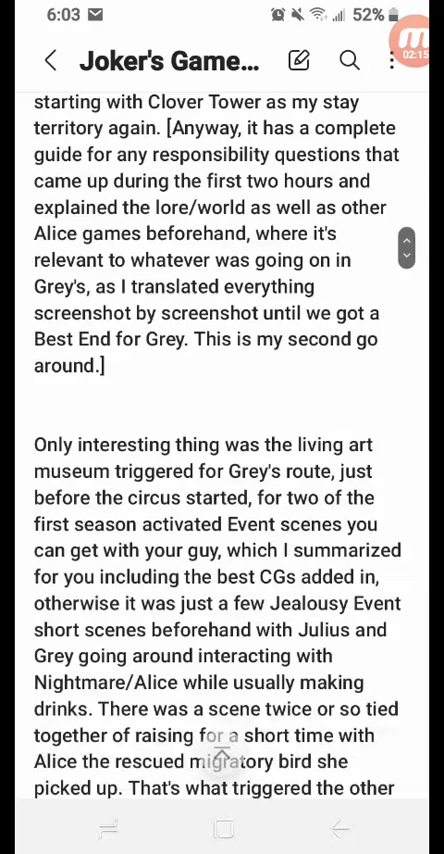 6:03
52%
Joker's Game...
02:15
starting with Clover Tower as my stay
territory again. [Anyway, it has a complete
guide for any responsibility questions that
came up during the first two hours and
explained the lore/world as well as other
Alice games beforehand, where it's
relevant to whatever was going on in
Grey's, as I translated everything
screenshot by screenshot until we got a
Best End for Grey. This is my second go
around.]
Only interesting thing was the living art
museum triggered for Grey's route, just
before the circus started, for two of the
first season activated Event scenes you
can get with your guy, which I summarized
for you including the best CGs added in,
otherwise it was just a few Jealousy Event
short scenes beforehand with Julius and
Grey going around interacting with
Nightmare/Alice while usually making
drinks. There was a scene twice or so tied
together of raising for a short time with
Alice the rescued migratory bird she
picked up. That's what triggered the other